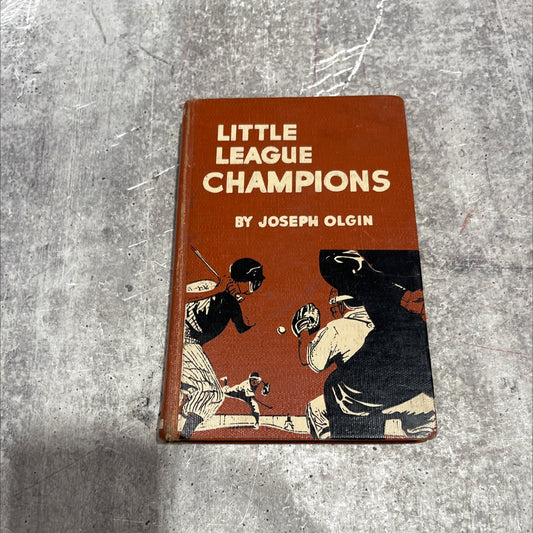 LITTLE
LEAGUE
CHAMPIONS
BY JOSEPH OLGIN